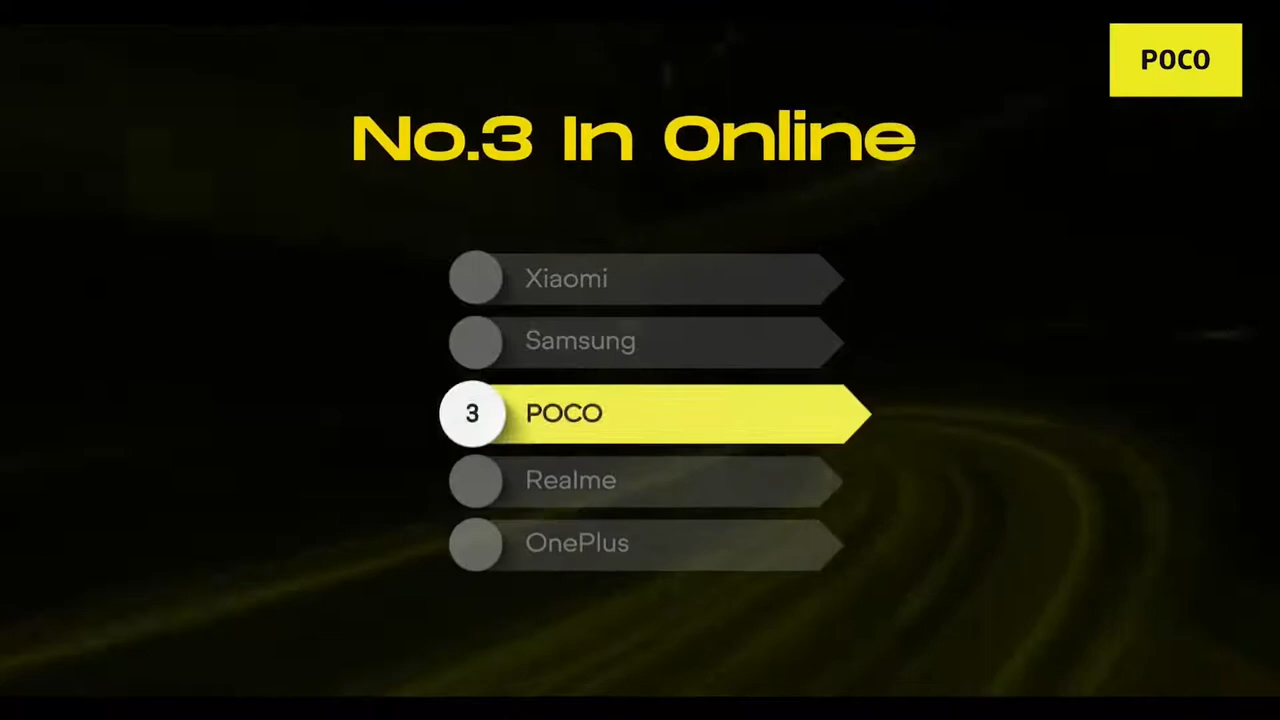 POCO
No.3 In Online
Xiaomi
Samsung
3 POCO
Realme
OnePlus